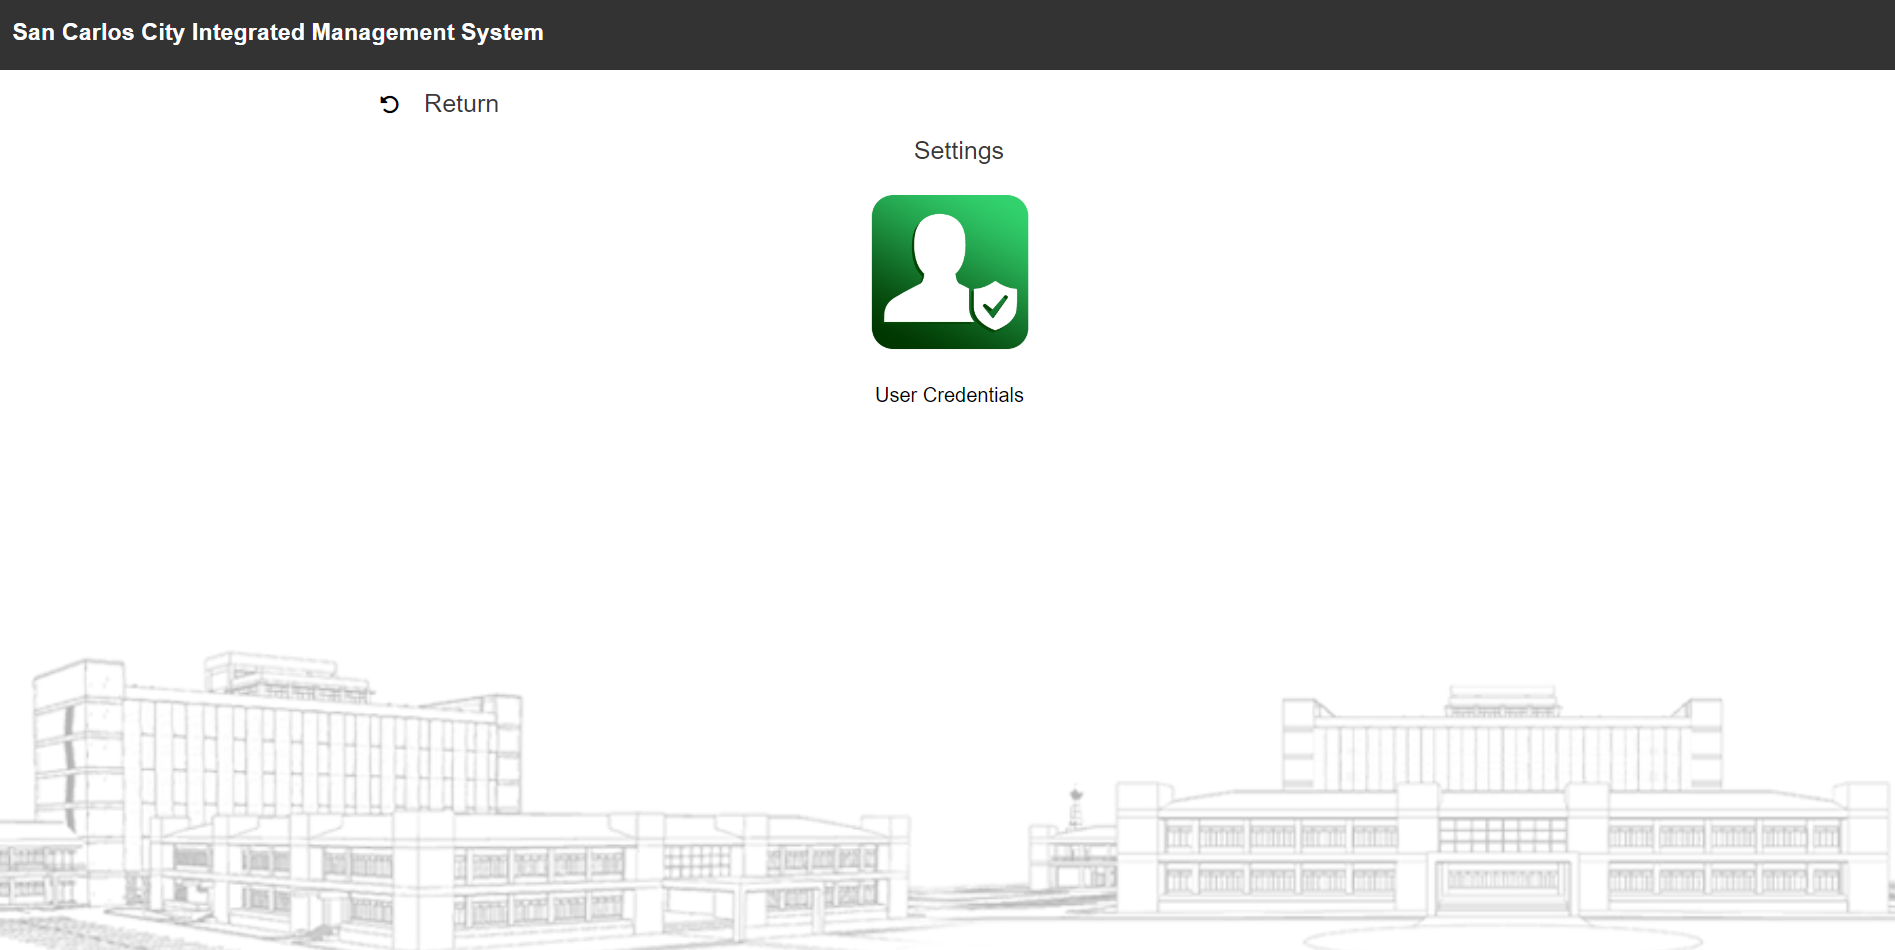 San Carlos City Integrated Management System
Return
Settings
User Credentials